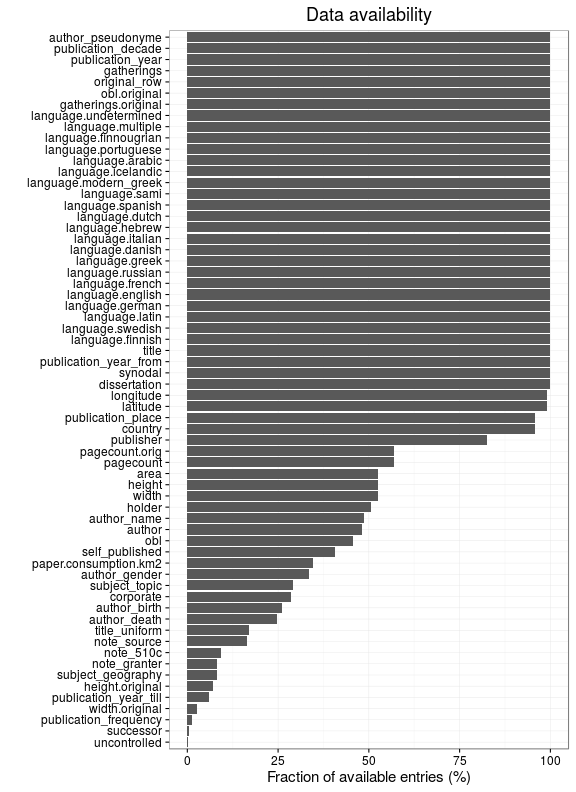 Data availability
author_pseudonyme
publication_decade
publication_year
gatherings
original_row
obl.original
gatherings.original
language.undetermined
language.multiple
language.finnougrian
language.portuguese
language.arabic
language.icelandic
language.modern_greek
language.sami
language.spanish
language.dutch
language.hebrew
language.italian
language.danish
language.greek
language.russian
language.french
language.english
language.german
language.latin
language.swedish
language.finnish
title
publication_year_from
synodal
dissertation
longitude
latitude
publication_place
country
publisher
pagecount.orig
pagecount
area
height
width
holder
author_name
author
obl
self_published
paper.consumption.km2
author_gender
subject_topic
corporate
author_birth
author_death
title_uniform
note_source
note_510c
note_granter
subject_geography
height.original
publication_year_till
width.original
publication_frequency
successor
uncontrolled
0 25 50 75 100
Fraction of available entries (%)